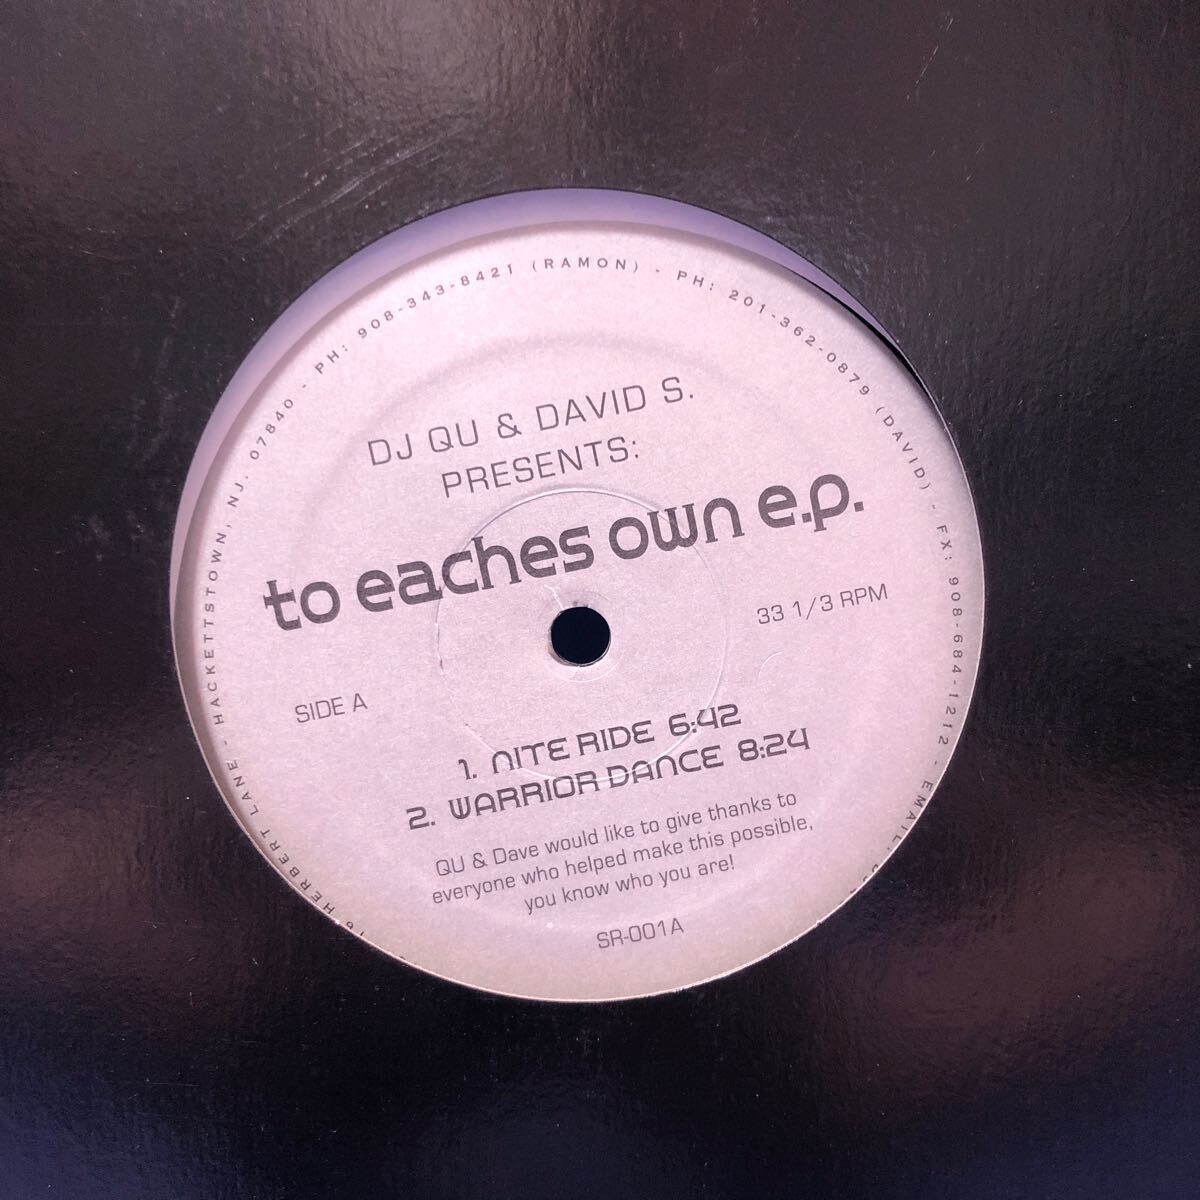 DJ QU & DAVID S.
PRESENTS:
to eaches own e.p.
33 1/3 RPM
SIDE A
1. NITE RIDE 6:42
2. WARRIOR DANCE 8:24
QU & Dave would like to give thanks to
everyone who helped make this possible,
you know who you are!
SR-001A
HERBERT LANE - HACKETTSTOWN, NJ. 07840 - PH: 908-343-8421 (RAMON) - PH: 201-362-0879 (DAVID) - FX: 908-684-1212 - EMAIL: